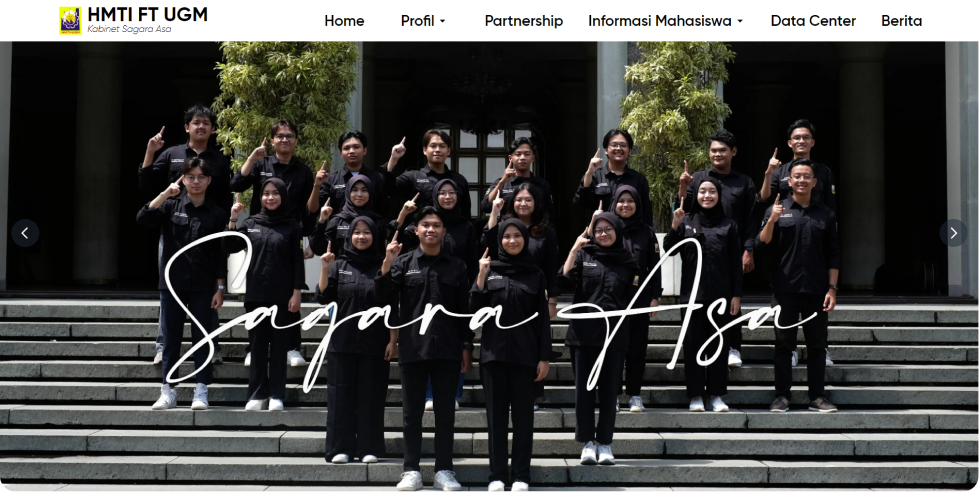 HMTI FT UGM
Kabinet Sagara Asa
Home
Profil
Partnership
Informasi Mahasiswa
Data Center
Berita
Sagara Asa